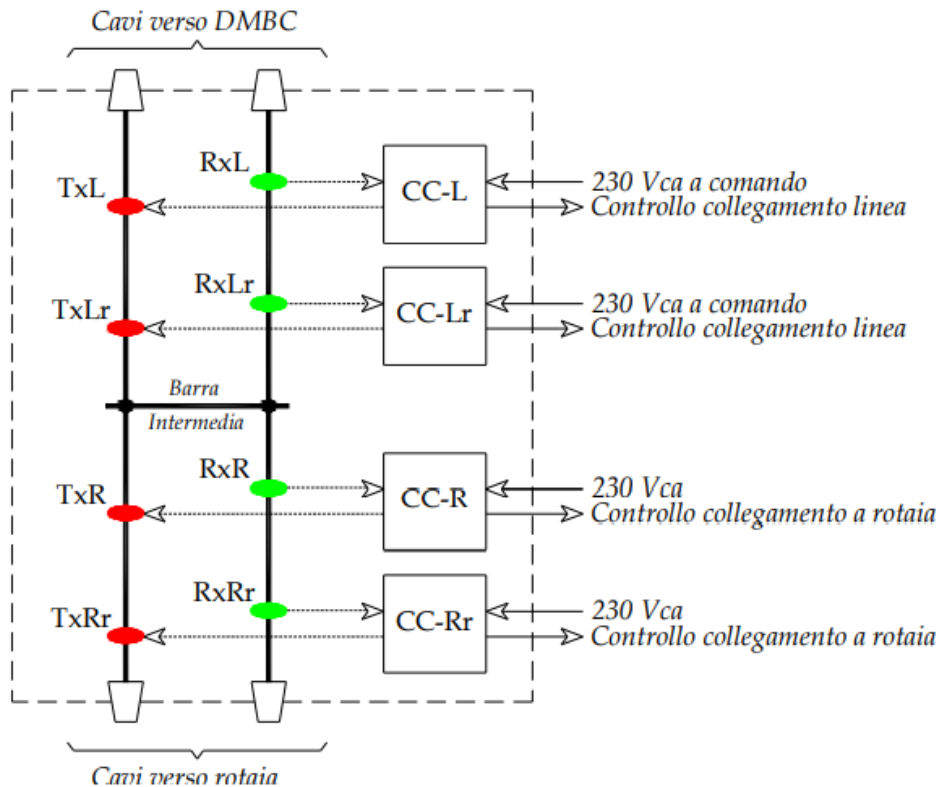 Cavi verso DMBC
RxL
TxL
CC-L
230 Vca a comando
Controllo collegamento linea
RxLr
TxLr
CC-Lr
230 Vca a comando
Controllo collegamento linea
Barra
Intermedia
RxR
TxR
CC-R
230 Vca
Controllo collegamento a rotaia
RxRr
TxRr
CC-Rr
230 Vca
Controllo collegamento a rotaia
Cavi verso rotaia